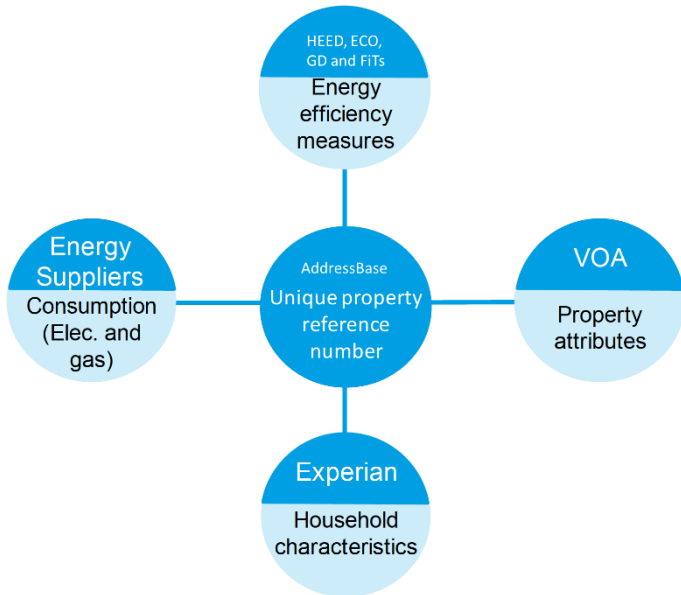 HEED, ECO,
GD and FiTs
Energy
efficiency
measures
Energy
Suppliers
Consumption
(Elec. and
gas)
AddressBase
Unique property
reference
number
VOA
Property
attributes
Experian
Household
characteristics